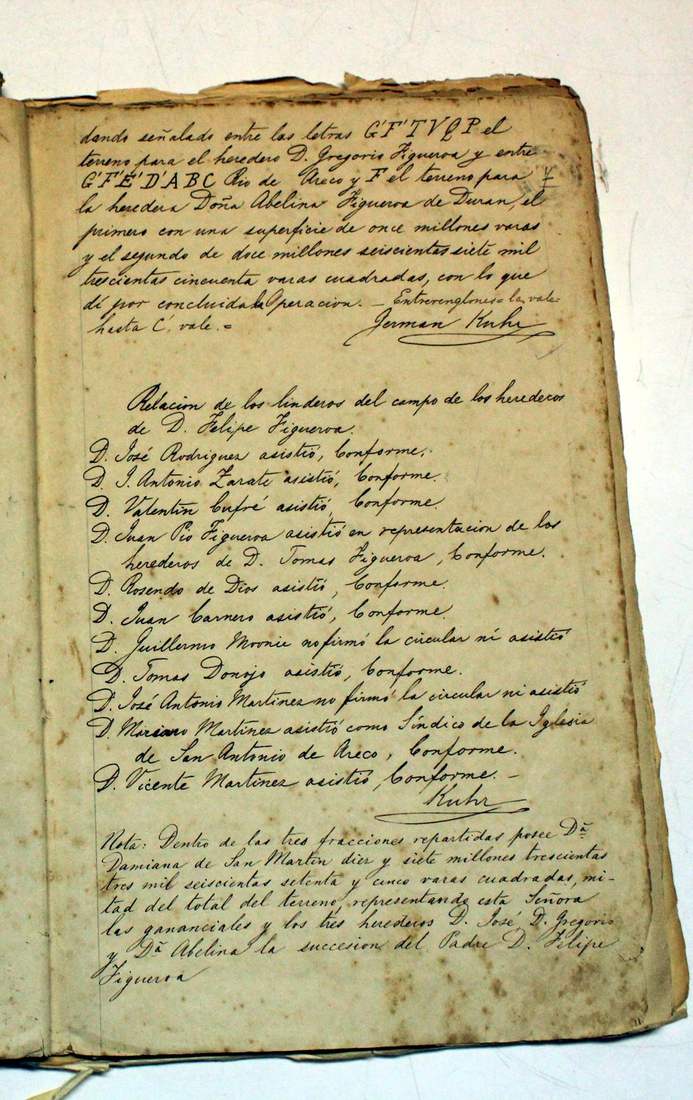 dando señalado entre las letras G'F'TVQP el
terreno para el heredero D. Gregorio Figueroa y entre
G'F'E'D'ABC Rio de Areco y F el terreno para
la heredera Doña Abelina Figueroa de Duran, el
primero con una superficie de once millones varas
y el segundo de doce millones seiscientas siete mil
trescientas cincuenta varas cuadradas, con lo que
dí por concluida la Operacion. — Entrerenglones = la, vale =
hasta C', vale. =
German Kuhr
Relacion de los linderos del campo de los herederos
de D. Felipe Figueroa.
D. José Rodriguez asistió, Conforme.
D. J. Antonio Zarate asistió, Conforme.
D. Valentin Cufré asistió, Conforme.
D. Juan Pio Figueroa asistió en representacion de los
herederos de D. Tomas Figueroa, Conforme.
D. Rosendo de Dios asistió, Conforme.
D. Juan Carnero asistió, Conforme.
D. Guillermo Moonie no firmó la circular ni asistió
D. Tomas Donojo asistió, Conforme.
D. José Antonio Martinez no firmó la circular ni asistió
D. Mariano Martinez asistió como Síndico de la Iglesia
de San Antonio de Areco, Conforme.
D. Vicente Martinez asistió, Conforme. —
Kuhr
Nota: Dentro de las tres fracciones repartidas posee Dª
Damiana de San Martin diez y siete millones trescientas
tres mil seiscientas setenta y cinco varas cuadradas, mi-
tad del total del terreno, representando esta Señora
las gananciales y los tres herederos D. José, D. Gregorio
y Dª Abelina la succesion del Padre D. Felipe
Figueroa